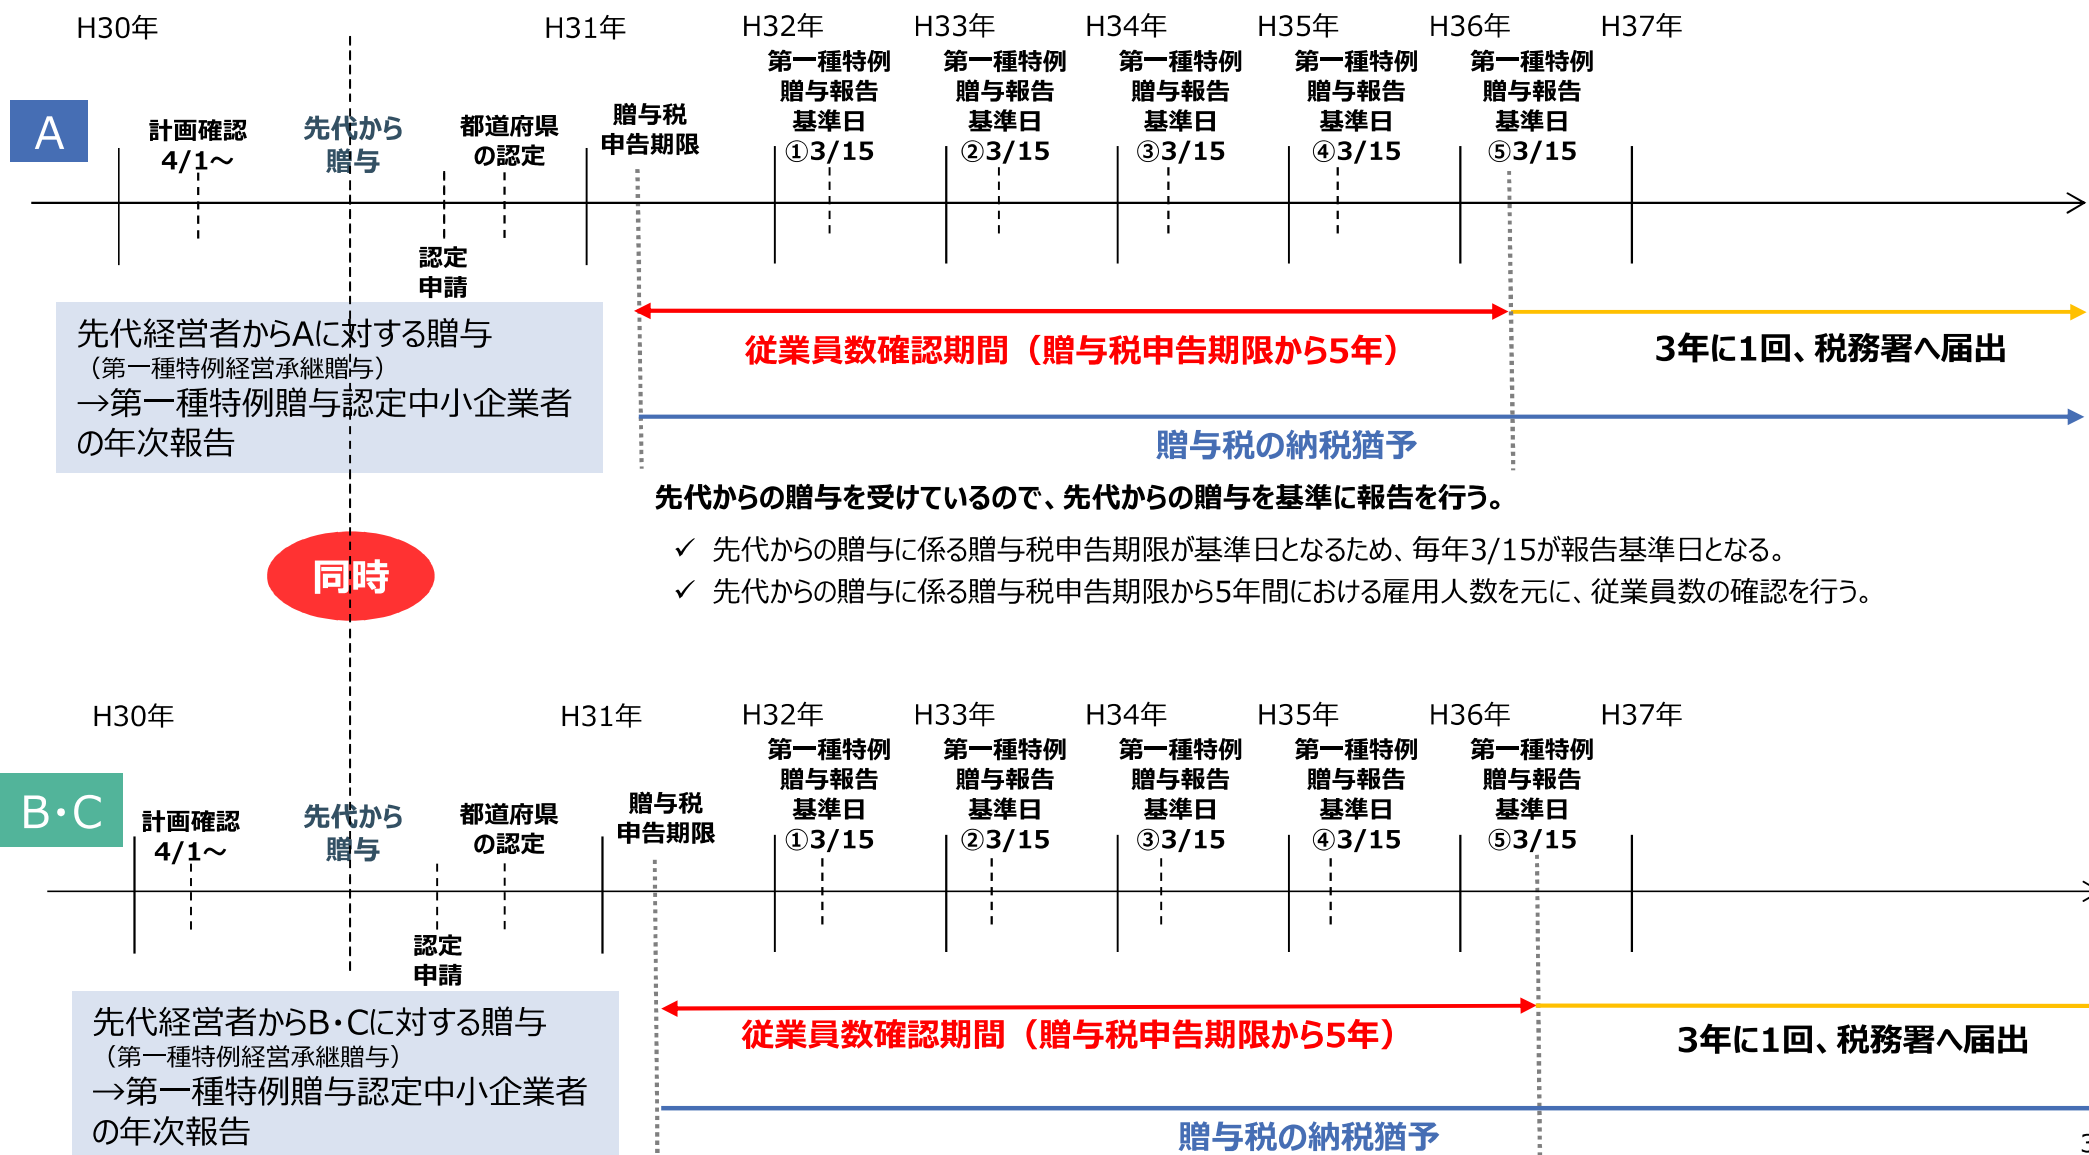 H30年
H31年
H32年
H33年
H34年
H35年
H36年
H37年
A
計画確認
4/1～
先代から
贈与
都道府県
の認定
贈与税
申告期限
第一種特例
贈与報告
基準日
①3/15
第一種特例
贈与報告
基準日
②3/15
第一種特例
贈与報告
基準日
③3/15
第一種特例
贈与報告
基準日
④3/15
第一種特例
贈与報告
基準日
⑤3/15
認定
申請
先代経営者からAに対する贈与
（第一種特例経営承継贈与）
→第一種特例贈与認定中小企業者
の年次報告
従業員数確認期間（贈与税申告期限から5年）
3年に1回、税務署へ届出
贈与税の納税猶予
先代からの贈与を受けているので、先代からの贈与を基準に報告を行う。
✓ 先代からの贈与に係る贈与税申告期限が基準日となるため、毎年3/15が報告基準日となる。
✓ 先代からの贈与に係る贈与税申告期限から5年間における雇用人数を元に、従業員数の確認を行う。
同時
H30年
H31年
H32年
H33年
H34年
H35年
H36年
H37年
B・C
計画確認
4/1～
先代から
贈与
都道府県
の認定
贈与税
申告期限
第一種特例
贈与報告
基準日
①3/15
第一種特例
贈与報告
基準日
②3/15
第一種特例
贈与報告
基準日
③3/15
第一種特例
贈与報告
基準日
④3/15
第一種特例
贈与報告
基準日
⑤3/15
認定
申請
先代経営者からB・Cに対する贈与
（第一種特例経営承継贈与）
→第一種特例贈与認定中小企業者
の年次報告
従業員数確認期間（贈与税申告期限から5年）
3年に1回、税務署へ届出
贈与税の納税猶予